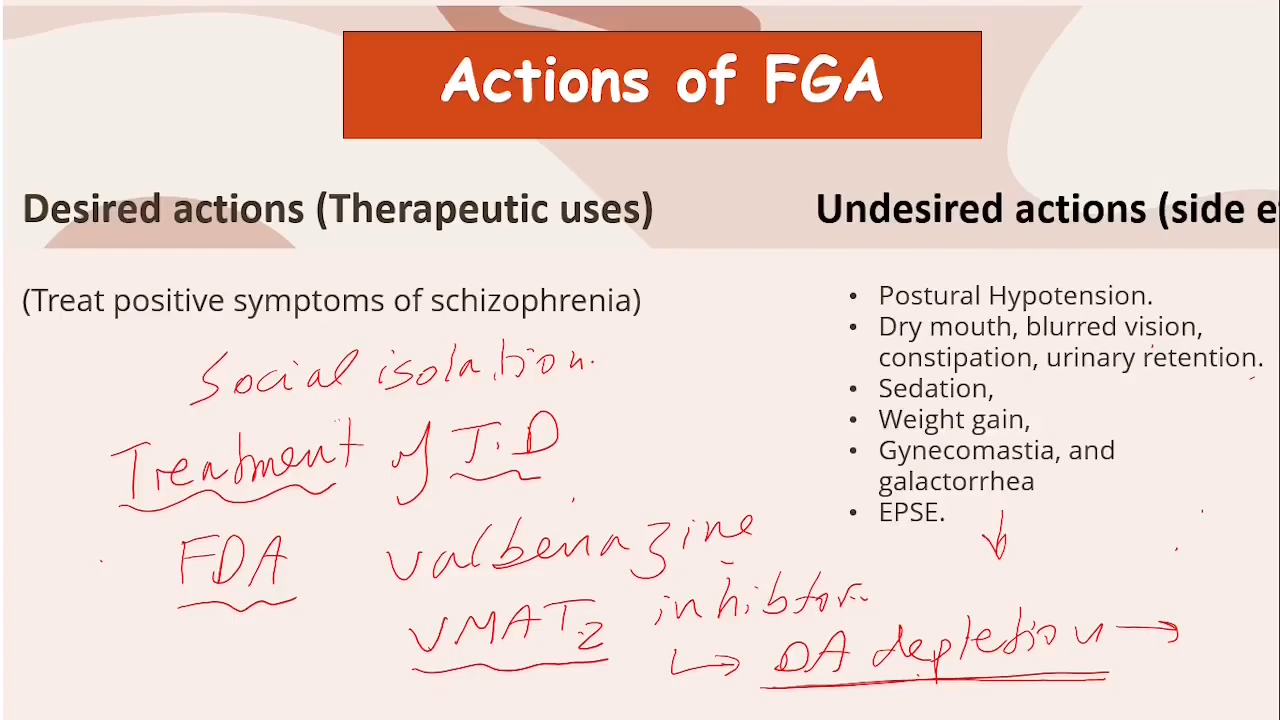 Actions of FGA
Desired actions (Therapeutic uses)
(Treat positive symptoms of schizophrenia)
Social isolation.
Treatment of T.D
FDA valbenazine
VMAT2 inhibitor
DA depletion
Undesired actions (side e
• Postural Hypotension.
• Dry mouth, blurred vision,
constipation, urinary retention.
• Sedation,
• Weight gain,
• Gynecomastia, and
galactorrhea
• EPSE.